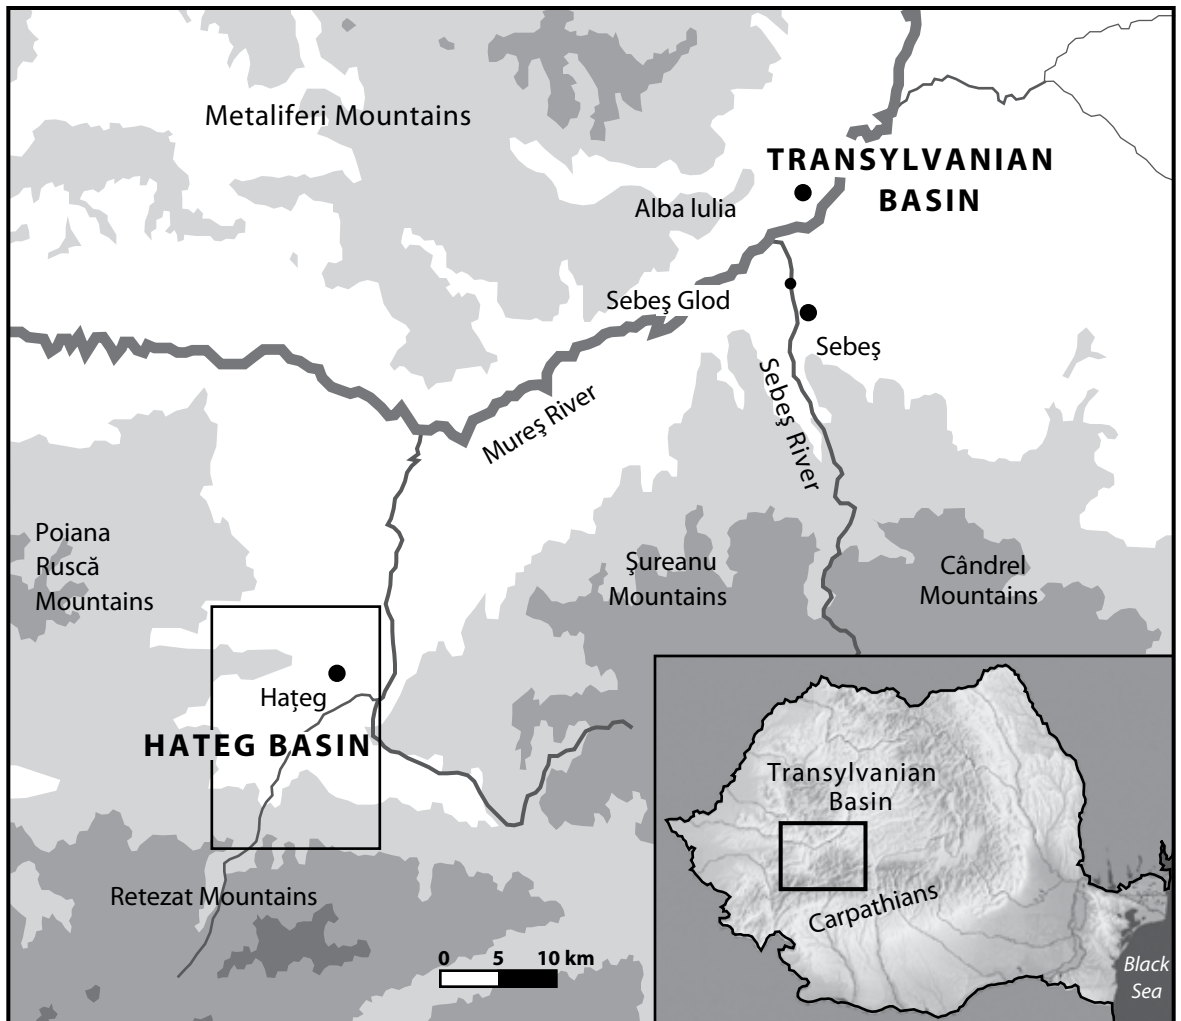 Metaliferi Mountains
TRANSYLVANIAN
BASIN
Alba Iulia
Sebeş Glod
Sebeş
Mureş River
Sebeş River
Poiana
Ruscă
Mountains
Şureanu
Mountains
Cândrel
Mountains
Haţeg
HATEG BASIN
Retezat Mountains
0 5 10 km
Transylvanian
Basin
Carpathians
Black
Sea